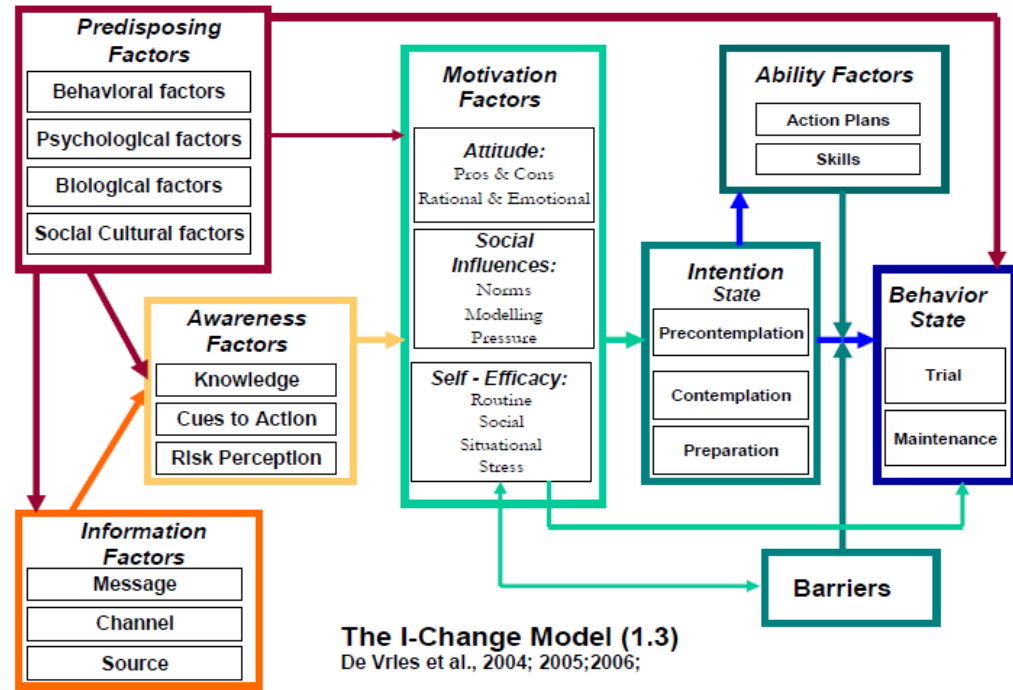 Predisposing
Factors
Behavioral factors
Psychological factors
Biological factors
Social Cultural factors
Awareness
Factors
Knowledge
Cues to Action
Risk Perception
Information
Factors
Message
Channel
Source
Motivation
Factors
Attitude:
Pros & Cons
Rational & Emotional
Social
Influences:
Norms
Modelling
Pressure
Self - Efficacy:
Routine
Social
Situational
Stress
Ability Factors
Action Plans
Skills
Intention
State
Precontemplation
Contemplation
Preparation
Behavior
State
Trial
Maintenance
Barriers
The I-Change Model (1.3)
De Vries et al., 2004; 2005;2006;